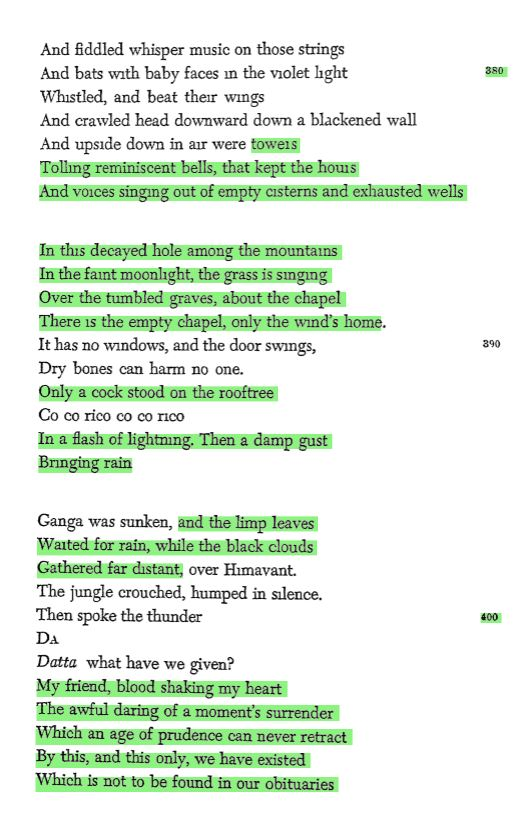 And fiddled whisper music on those strings
And bats with baby faces in the violet light 380
Whistled, and beat their wings
And crawled head downward down a blackened wall
And upside down in air were towers
Tolling reminiscent bells, that kept the hours
And voices singing out of empty cisterns and exhausted wells
In this decayed hole among the mountains
In the faint moonlight, the grass is singing
Over the tumbled graves, about the chapel
There is the empty chapel, only the wind's home.
It has no windows, and the door swings, 390
Dry bones can harm no one.
Only a cock stood on the rooftree
Co co rico co co rico
In a flash of lightning. Then a damp gust
Bringing rain
Ganga was sunken, and the limp leaves
Waited for rain, while the black clouds
Gathered far distant, over Himavant.
The jungle crouched, humped in silence.
Then spoke the thunder 400
DA
Datta what have we given?
My friend, blood shaking my heart
The awful daring of a moment's surrender
Which an age of prudence can never retract
By this, and this only, we have existed
Which is not to be found in our obituaries